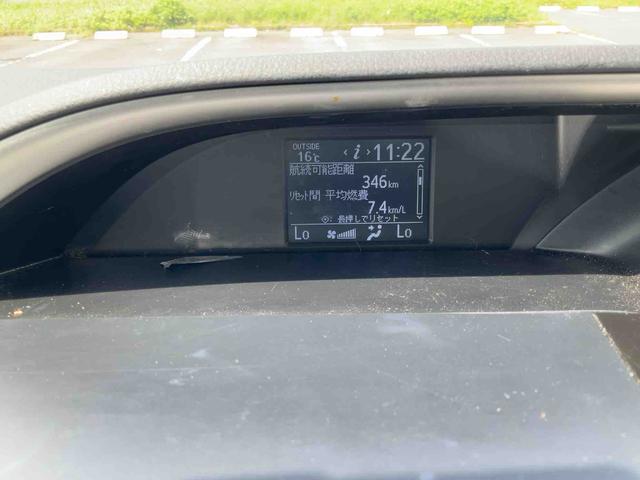 OUTSIDE
16℃ ‹ i › 11:22
航続可能距離
346km
リセット間 平均燃費
7.4km/L
: 長押しでリセット
Lo Lo